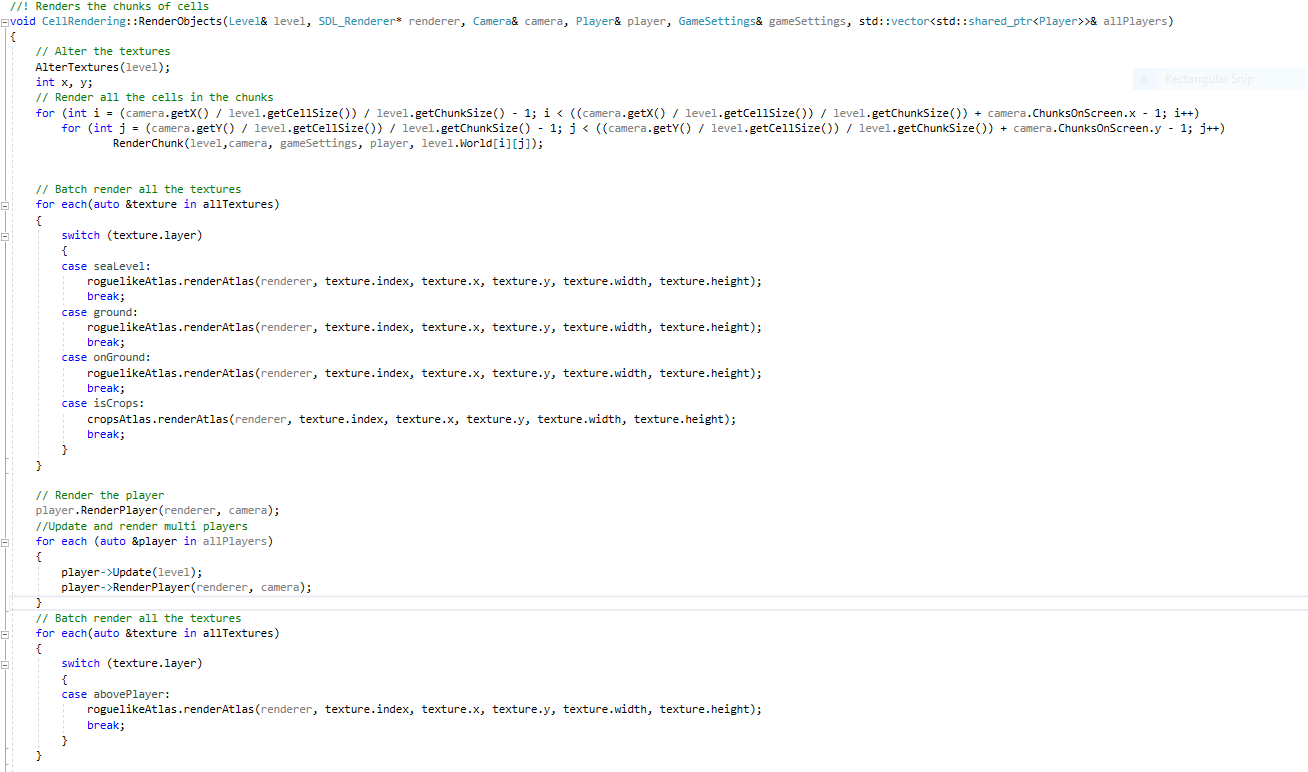 //! Renders the chunks of cells
void CellRendering::RenderObjects(Level& level, SDL_Renderer* renderer, Camera& camera, Player& player, GameSettings& gameSettings, std::vector<std::shared_ptr<Player>>& allPlayers)
{
    // Alter the textures
    AlterTextures(level);
    int x, y;
    // Render all the cells in the chunks
    for (int i = (camera.getX() / level.getCellSize()) / level.getChunkSize() - 1; i < ((camera.getX() / level.getCellSize()) / level.getChunkSize()) + camera.ChunksOnScreen.x - 1; i++)
        for (int j = (camera.getY() / level.getCellSize()) / level.getChunkSize() - 1; j < ((camera.getY() / level.getCellSize()) / level.getChunkSize()) + camera.ChunksOnScreen.y - 1; j++)
                RenderChunk(level,camera, gameSettings, player, level.World[i][j]);
    // Batch render all the textures
    for each(auto &texture in allTextures)
    {
        switch (texture.layer)
        {
        case seaLevel:
            roguelikeAtlas.renderAtlas(renderer, texture.index, texture.x, texture.y, texture.width, texture.height);
            break;
        case ground:
            roguelikeAtlas.renderAtlas(renderer, texture.index, texture.x, texture.y, texture.width, texture.height);
            break;
        case onGround:
            roguelikeAtlas.renderAtlas(renderer, texture.index, texture.x, texture.y, texture.width, texture.height);
            break;
        case isCrops:
            cropsAtlas.renderAtlas(renderer, texture.index, texture.x, texture.y, texture.width, texture.height);
            break;
        }
    }
    // Render the player
    player.RenderPlayer(renderer, camera);
    //Update and render multi players
    for each (auto &player in allPlayers)
    {
        player->Update(level);
        player->RenderPlayer(renderer, camera);
    }
    // Batch render all the textures
    for each(auto &texture in allTextures)
    {
        switch (texture.layer)
        {
        case abovePlayer:
            roguelikeAtlas.renderAtlas(renderer, texture.index, texture.x, texture.y, texture.width, texture.height);
            break;
        }
    }
Rectangular Snip